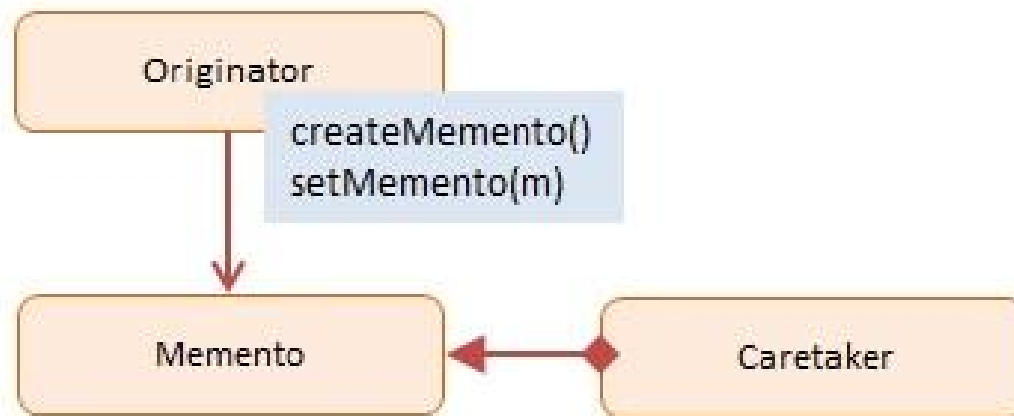 Originator
createMemento()
setMemento(m)
Memento
Caretaker